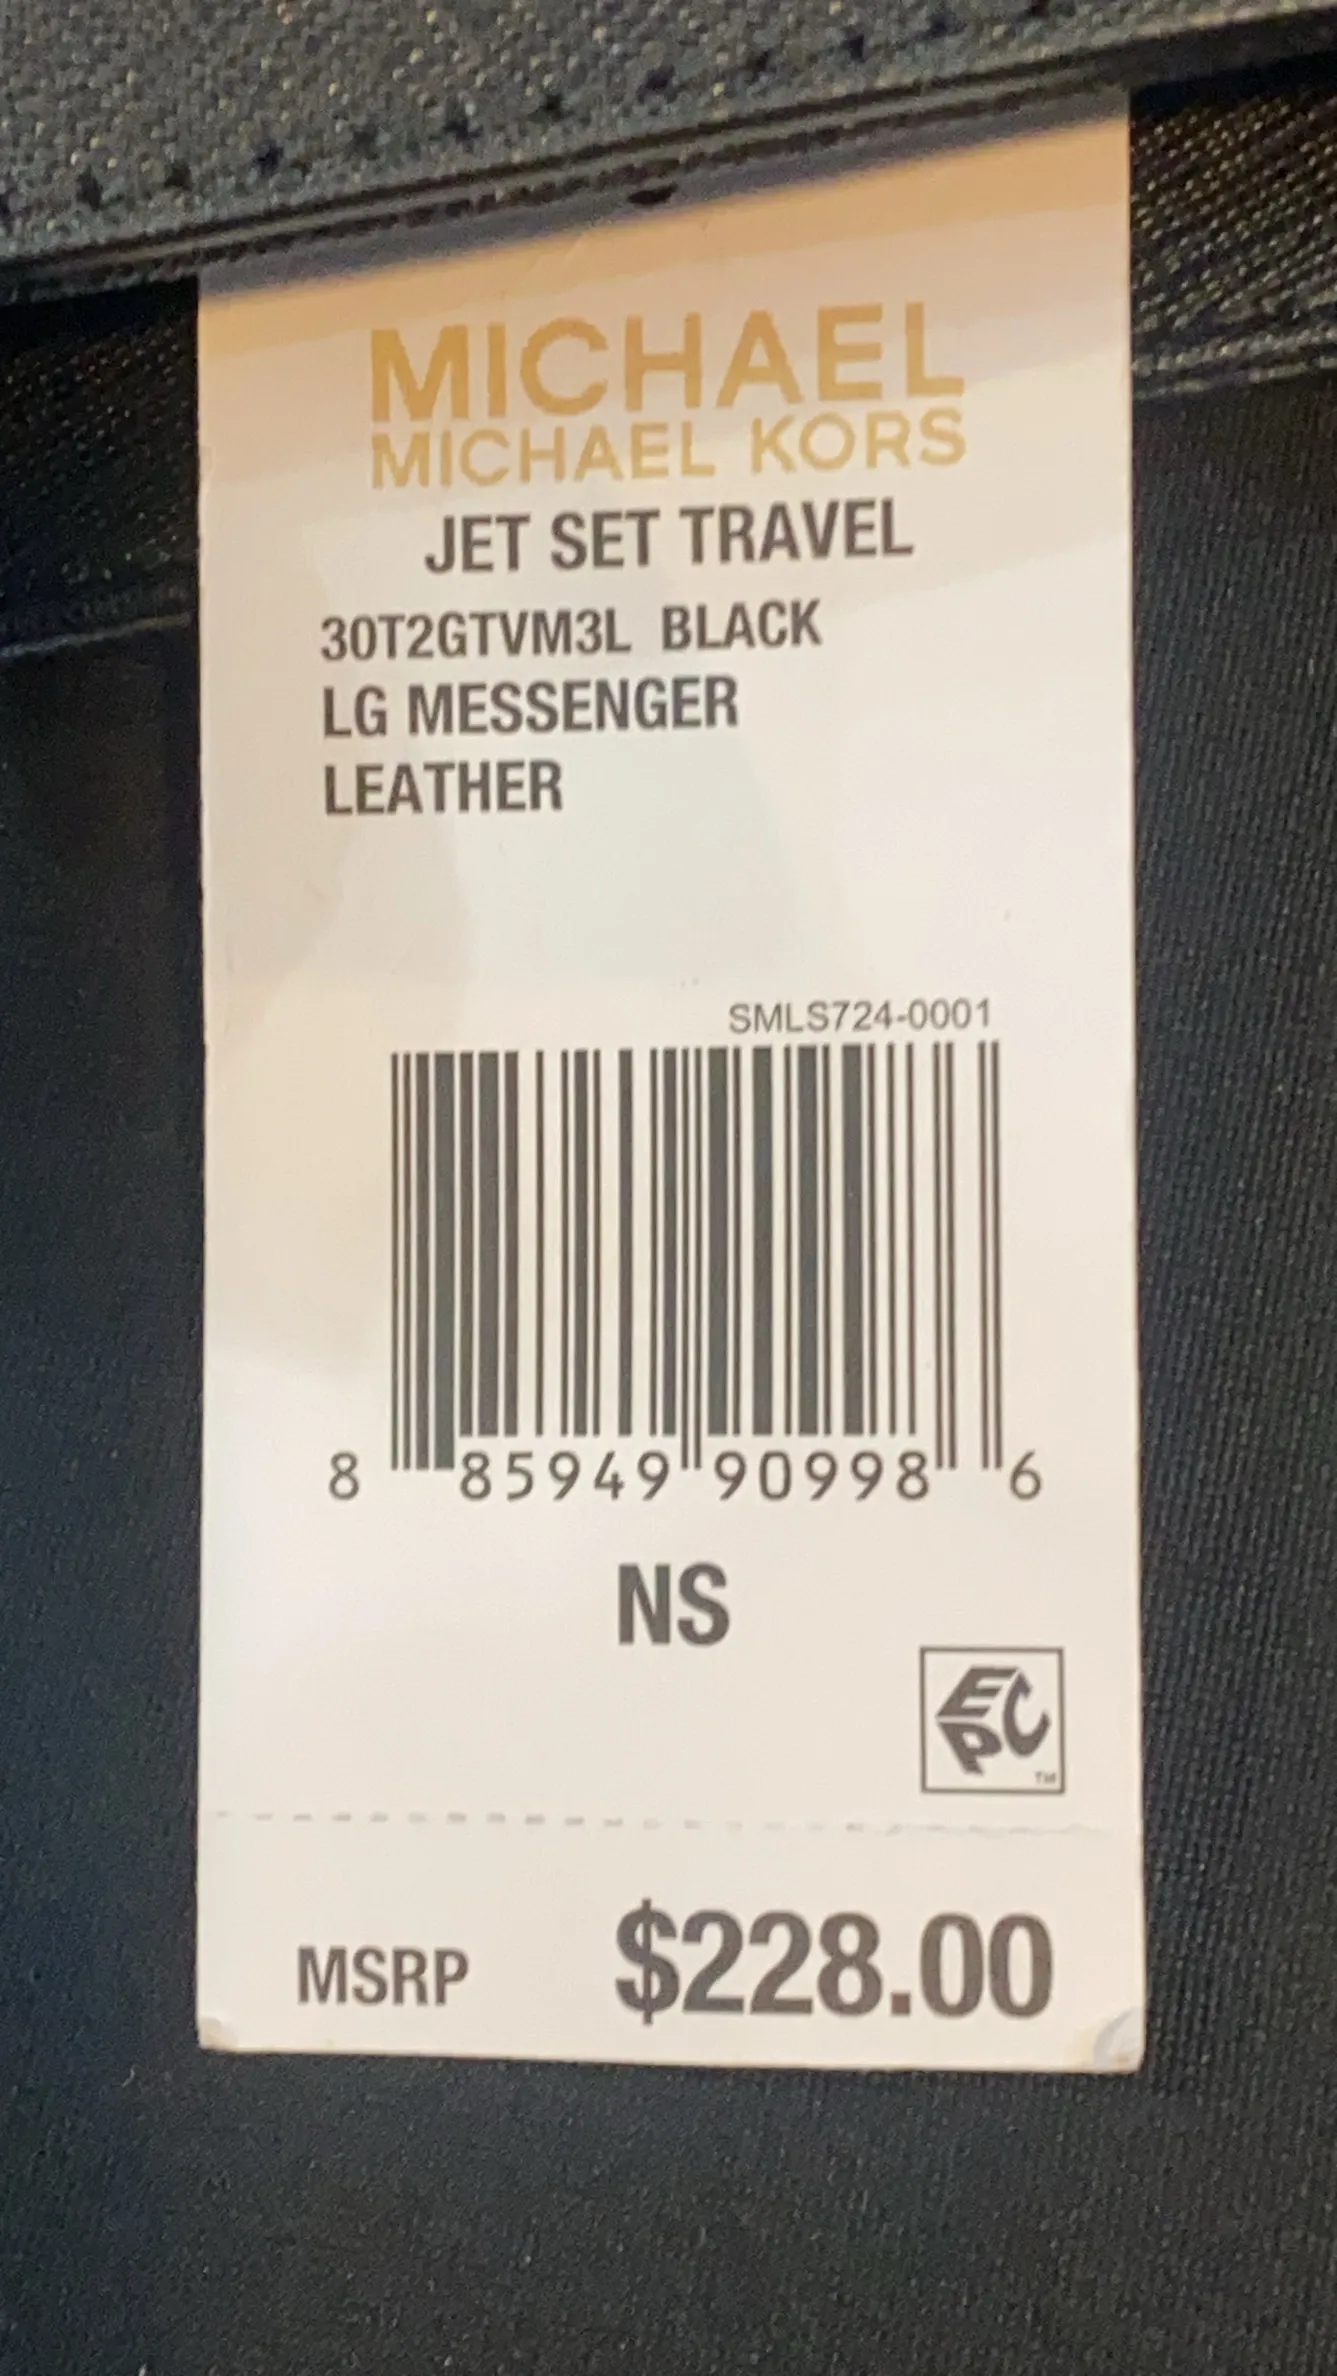 MICHAEL
MICHAEL KORS
JET SET TRAVEL
30T2GTVM3L BLACK
LG MESSENGER
LEATHER
SMLS724-0001
8 85949 90998 6
NS
EPC
TM
MSRP $228.00